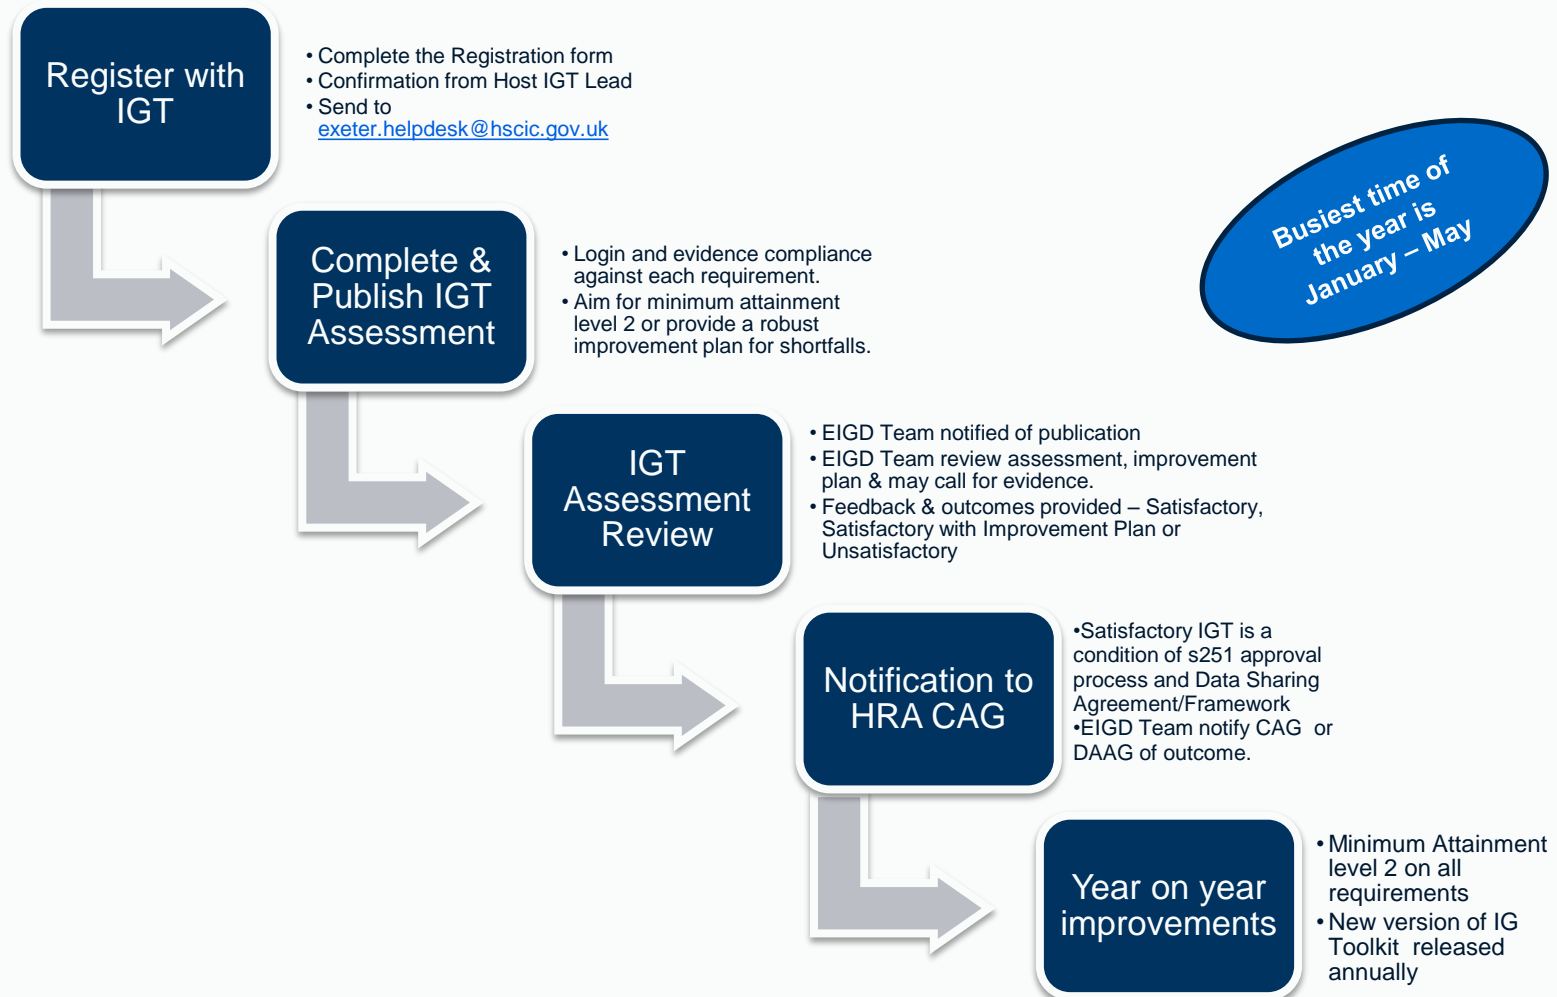 Register with
IGT
• Complete the Registration form
• Confirmation from Host IGT Lead
• Send to
exeter.helpdesk@hscic.gov.uk
Busiest time of
the year is
January – May
Complete &
Publish IGT
Assessment
• Login and evidence compliance
against each requirement.
• Aim for minimum attainment
level 2 or provide a robust
improvement plan for shortfalls.
IGT
Assessment
Review
• EIGD Team notified of publication
• EIGD Team review assessment, improvement
plan & may call for evidence.
• Feedback & outcomes provided – Satisfactory,
Satisfactory with Improvement Plan or
Unsatisfactory
Notification to
HRA CAG
•Satisfactory IGT is a
condition of s251 approval
process and Data Sharing
Agreement/Framework
•EIGD Team notify CAG or
DAAG of outcome.
Year on year
improvements
• Minimum Attainment
level 2 on all
requirements
• New version of IG
Toolkit released
annually